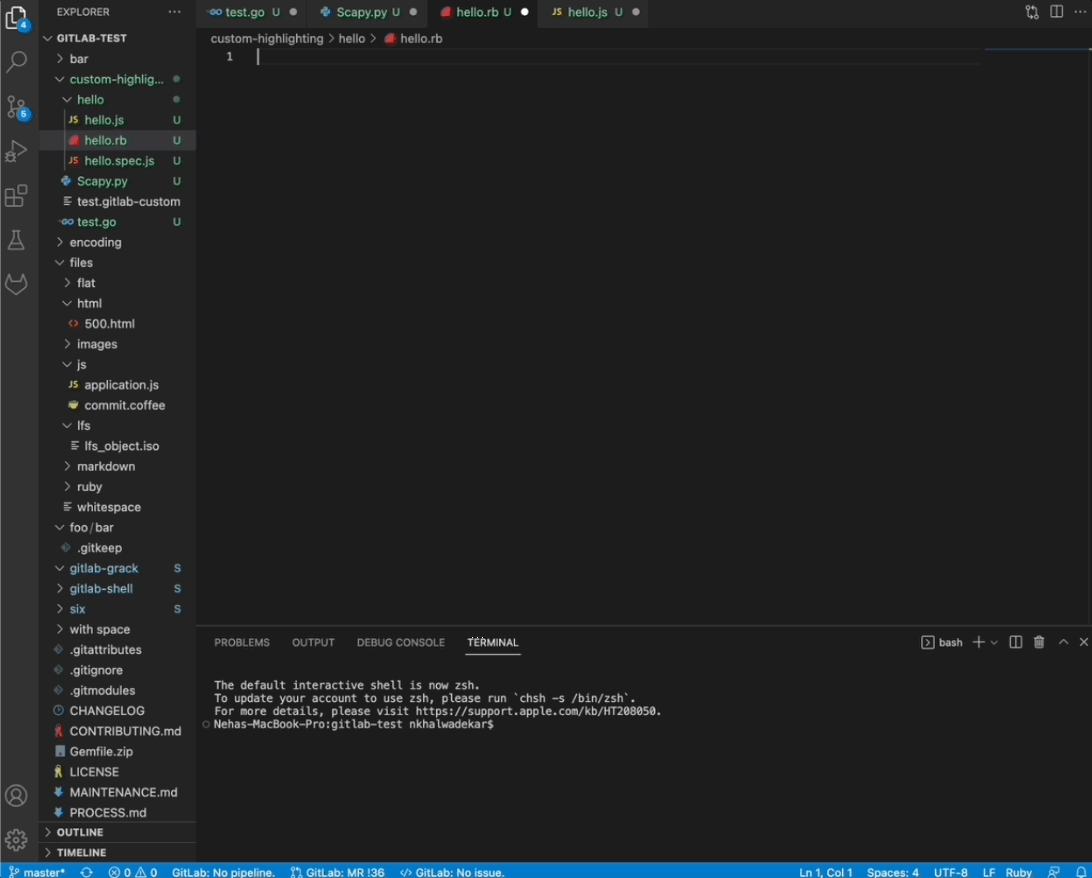 4
5
EXPLORER ···
GITLAB-TEST
bar
custom-highlig...
hello
JS hello.js U
hello.rb U
JS hello.spec.js U
Scapy.py U
test.gitlab-custom
GO test.go U
encoding
files
flat
html
<> 500.html
images
js
JS application.js
commit.coffee
lfs
lfs_object.iso
markdown
ruby
whitespace
foo / bar
.gitkeep
gitlab-grack S
gitlab-shell S
six S
with space
.gitattributes
.gitignore
.gitmodules
CHANGELOG
CONTRIBUTING.md
Gemfile.zip
LICENSE
MAINTENANCE.md
PROCESS.md
OUTLINE
TIMELINE
GO test.go U Scapy.py U hello.rb U JS hello.js U ···
custom-highlighting > hello > hello.rb
1
PROBLEMS OUTPUT DEBUG CONSOLE TERMINAL bash
The default interactive shell is now zsh.
To update your account to use zsh, please run `chsh -s /bin/zsh`.
For more details, please visit https://support.apple.com/kb/HT208050.
Nehas-MacBook-Pro:gitlab-test nkhalwadekar$
master* 0 0 GitLab: No pipeline. GitLab: MR !36 GitLab: No issue. Ln 1, Col 1 Spaces: 4 UTF-8 LF Ruby